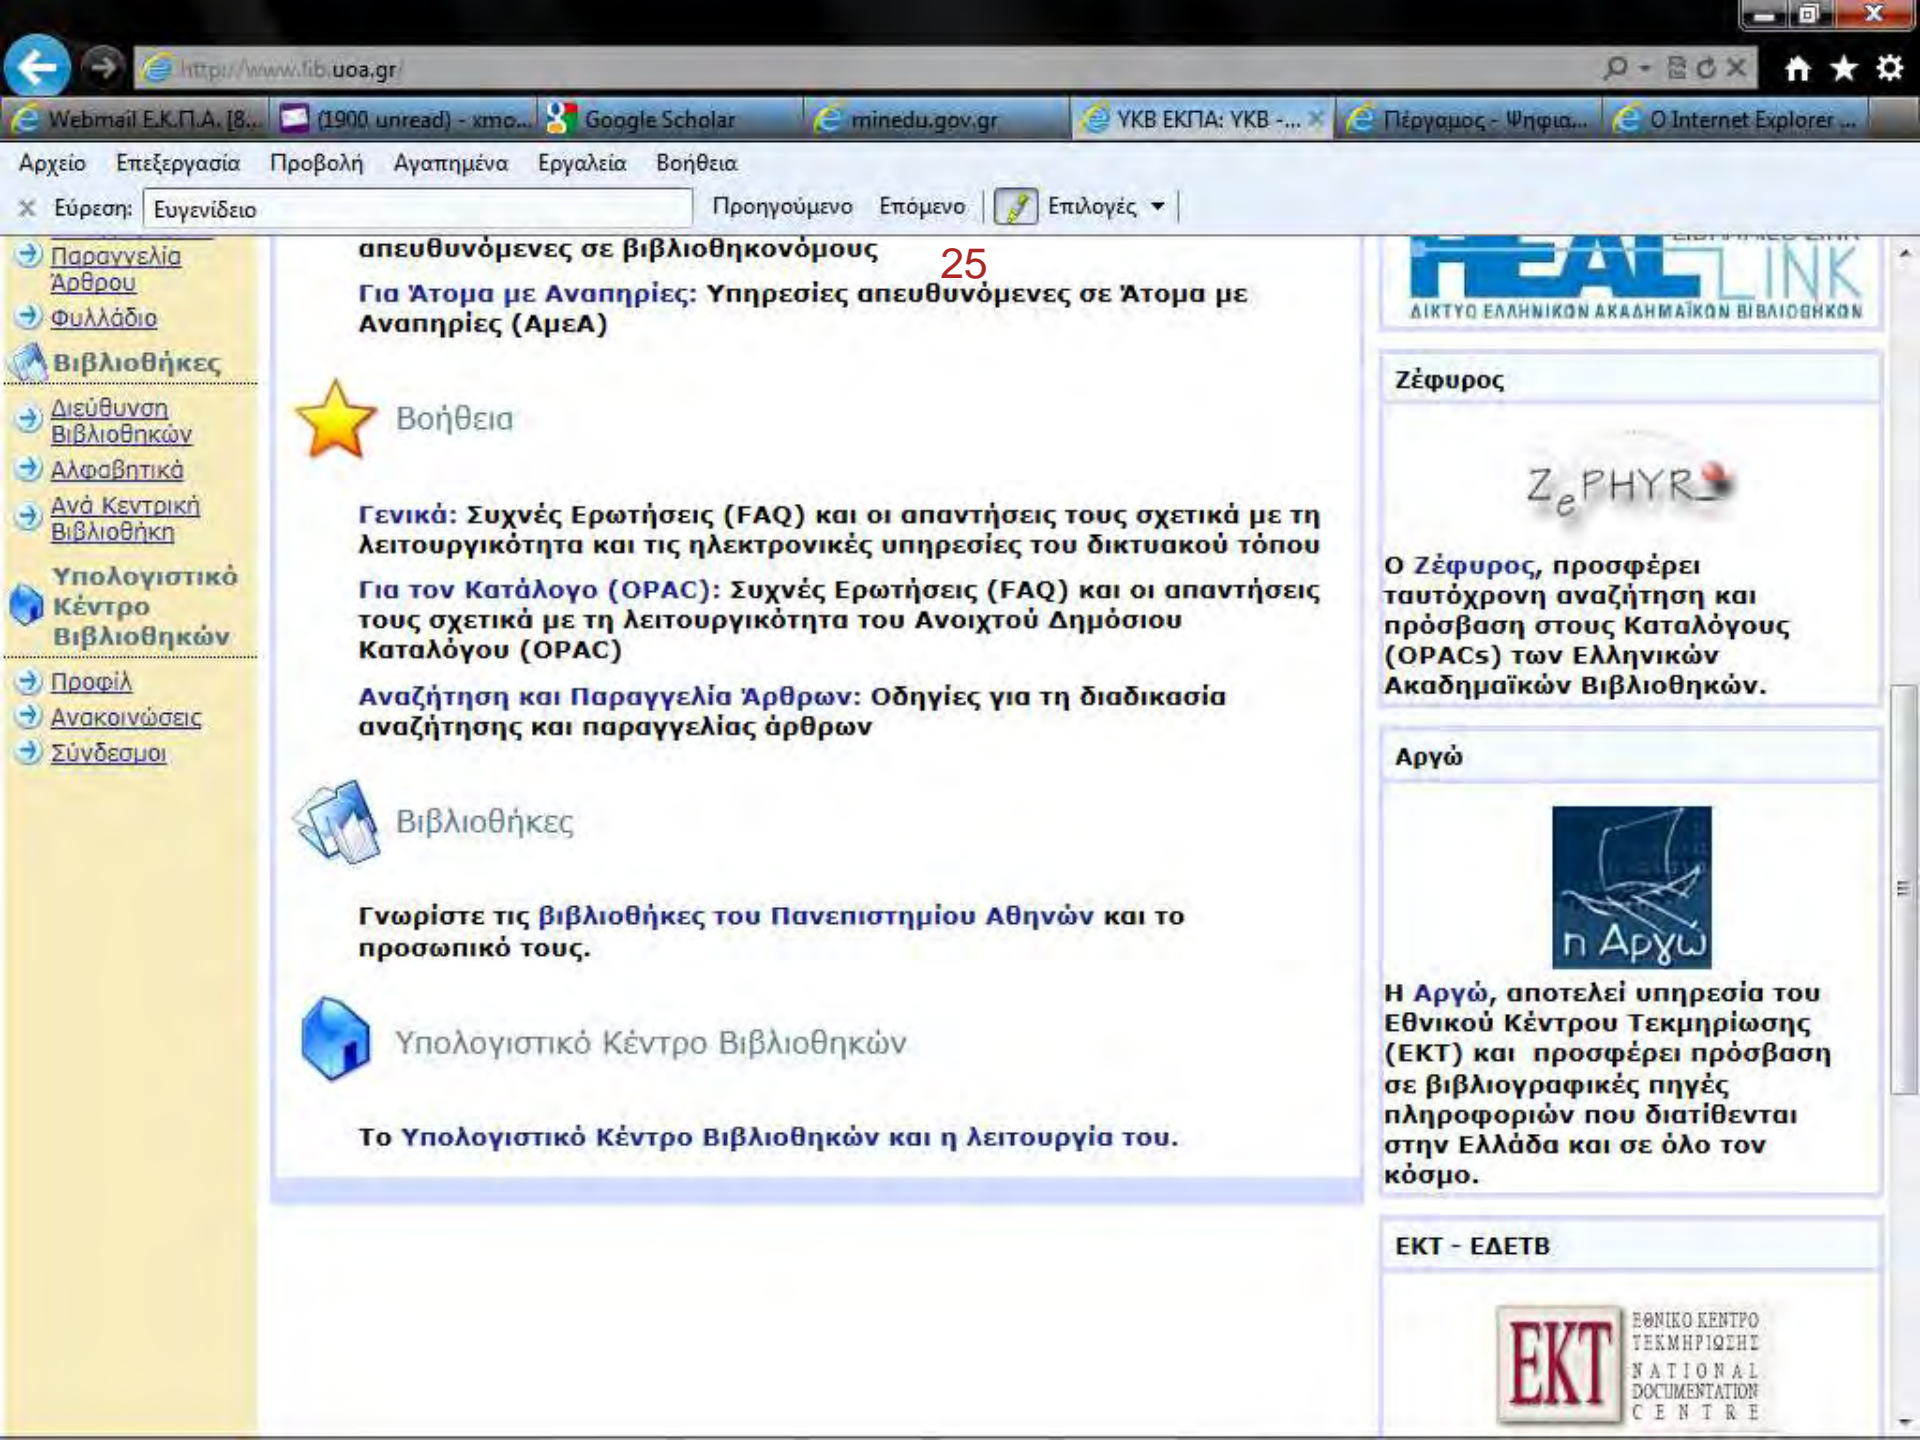 http://www.lib.uoa.gr/
Webmail Ε.Κ.Π.Α. [8...
(1900 unread) - xmo...
Google Scholar
minedu.gov.gr
ΥΚΒ ΕΚΠΑ: ΥΚΒ -...
Πέργαμος - Ψηφια...
Ο Internet Explorer ...
Αρχείο Επεξεργασία Προβολή Αγαπημένα Εργαλεία Βοήθεια
Εύρεση: Ευγενίδειο Προηγούμενο Επόμενο Επιλογές
Παραγγελία
Άρθρου
Φυλλάδιο
Βιβλιοθήκες
Διεύθυνση
Βιβλιοθηκών
Αλφαβητικά
Ανά Κεντρική
Βιβλιοθήκη
Υπολογιστικό
Κέντρο
Βιβλιοθηκών
Προφίλ
Ανακοινώσεις
Σύνδεσμοι
απευθυνόμενες σε βιβλιοθηκονόμους
25
Για Άτομα με Αναπηρίες: Υπηρεσίες απευθυνόμενες σε Άτομα με
Αναπηρίες (ΑμεΑ)
Βοήθεια
Γενικά: Συχνές Ερωτήσεις (FAQ) και οι απαντήσεις τους σχετικά με τη
λειτουργικότητα και τις ηλεκτρονικές υπηρεσίες του δικτυακού τόπου
Για τον Κατάλογο (OPAC): Συχνές Ερωτήσεις (FAQ) και οι απαντήσεις
τους σχετικά με τη λειτουργικότητα του Ανοιχτού Δημόσιου
Καταλόγου (OPAC)
Αναζήτηση και Παραγγελία Άρθρων: Οδηγίες για τη διαδικασία
αναζήτησης και παραγγελίας άρθρων
Βιβλιοθήκες
Γνωρίστε τις βιβλιοθήκες του Πανεπιστημίου Αθηνών και το
προσωπικό τους.
Υπολογιστικό Κέντρο Βιβλιοθηκών
Το Υπολογιστικό Κέντρο Βιβλιοθηκών και η λειτουργία του.
HEAL LINK
ΔΙΚΤΥΟ ΕΛΛΗΝΙΚΩΝ ΑΚΑΔΗΜΑΪΚΩΝ ΒΙΒΛΙΟΘΗΚΩΝ
Ζέφυρος
ZePHYR
Ο Ζέφυρος, προσφέρει
ταυτόχρονη αναζήτηση και
πρόσβαση στους Καταλόγους
(OPACs) των Ελληνικών
Ακαδημαϊκών Βιβλιοθηκών.
Αργώ
η Αργώ
Η Αργώ, αποτελεί υπηρεσία του
Εθνικού Κέντρου Τεκμηρίωσης
(ΕΚΤ) και προσφέρει πρόσβαση
σε βιβλιογραφικές πηγές
πληροφοριών που διατίθενται
στην Ελλάδα και σε όλο τον
κόσμο.
ΕΚΤ - ΕΔΕΤΒ
ΕΚΤ
ΕΘΝΙΚΟ ΚΕΝΤΡΟ
ΤΕΚΜΗΡΙΩΣΗΣ
NATIONAL
DOCUMENTATION
CENTRE